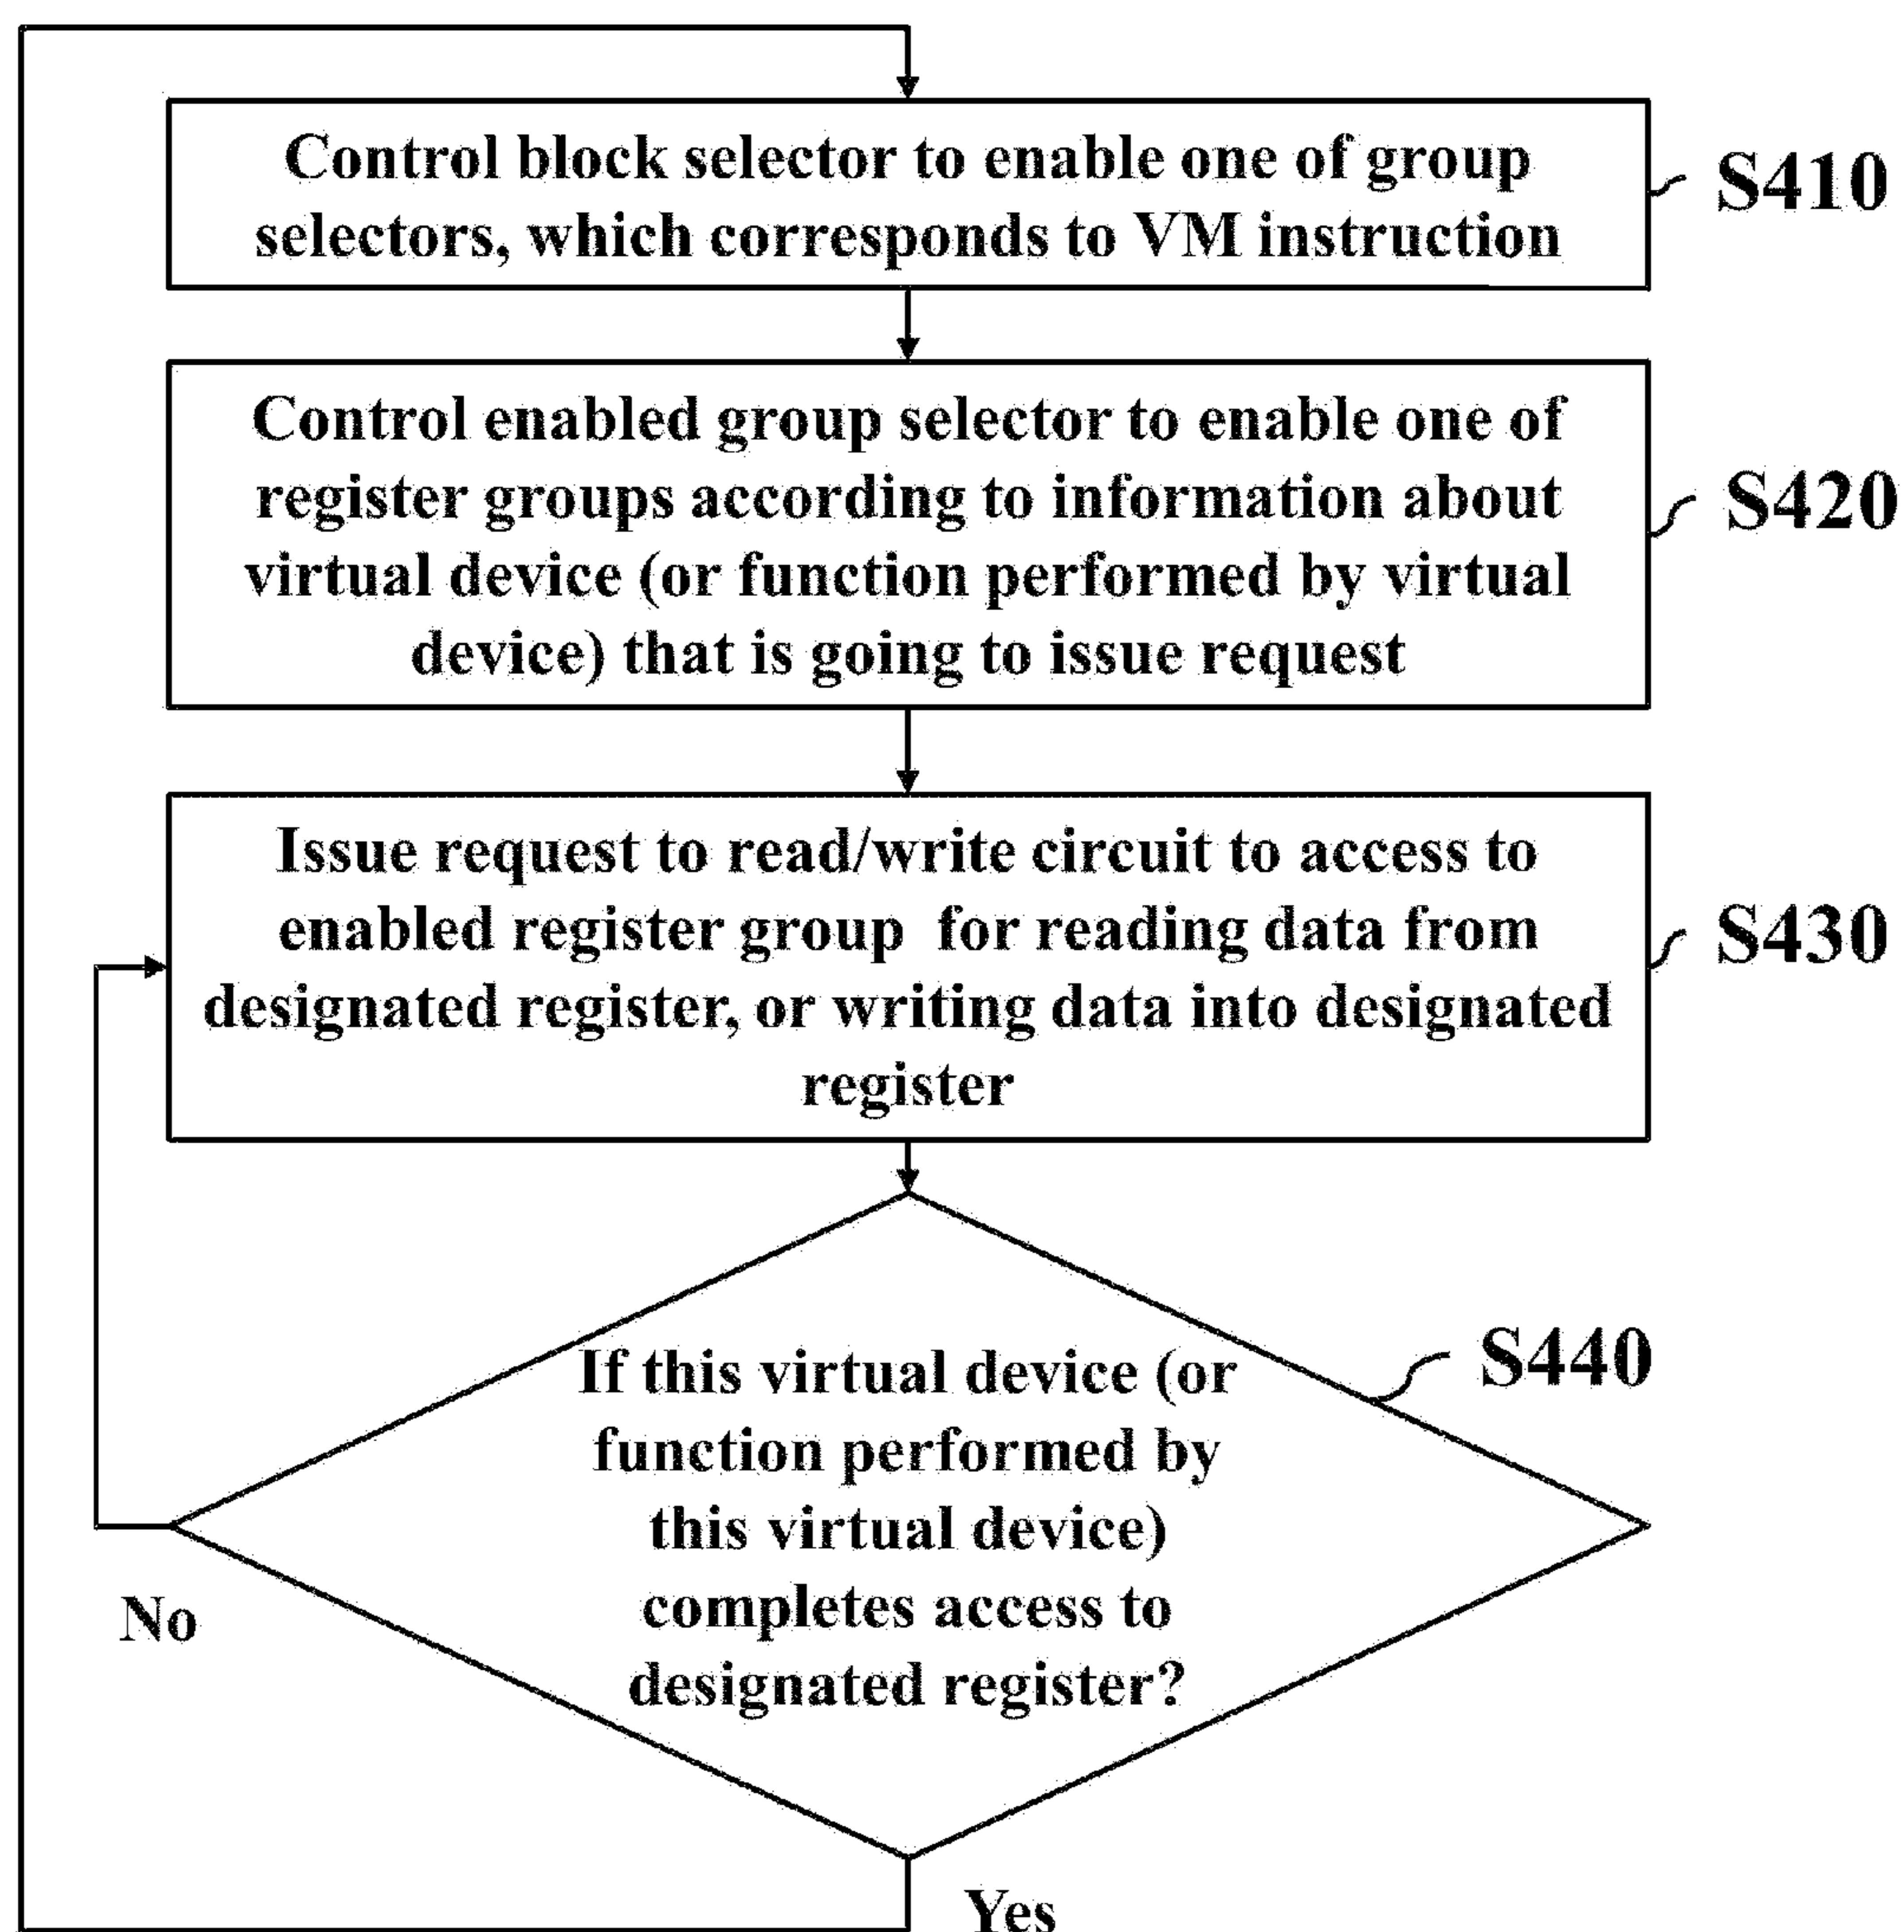 Control block selector to enable one of group
selectors, which corresponds to VM instruction
S410
Control enabled group selector to enable one of
register groups according to information about
virtual device (or function performed by virtual
device) that is going to issue request
S420
Issue request to read/write circuit to access to
enabled register group for reading data from
designated register, or writing data into designated
register
S430
If this virtual device (or
function performed by
this virtual device)
completes access to
designated register?
S440
No
Yes